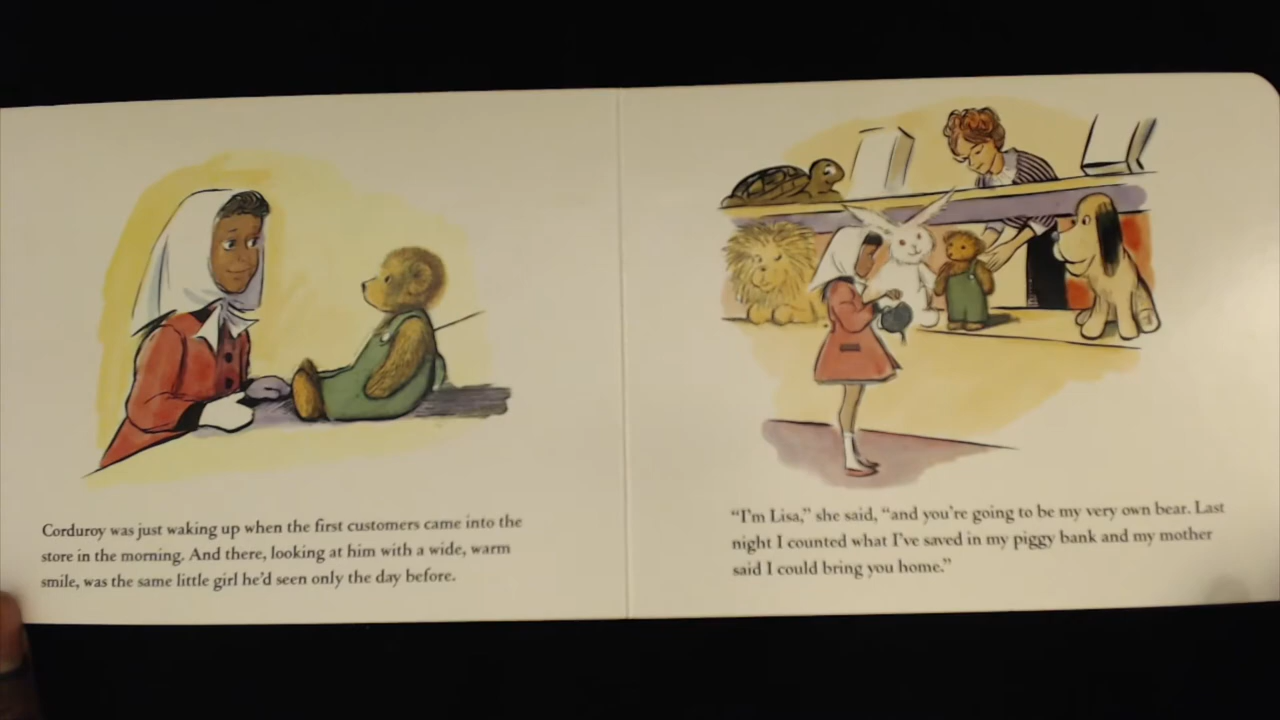 Corduroy was just waking up when the first customers came into the
store in the morning. And there, looking at him with a wide, warm
smile, was the same little girl he'd seen only the day before.
“I'm Lisa,” she said, “and you're going to be my very own bear. Last
night I counted what I've saved in my piggy bank and my mother
said I could bring you home.”